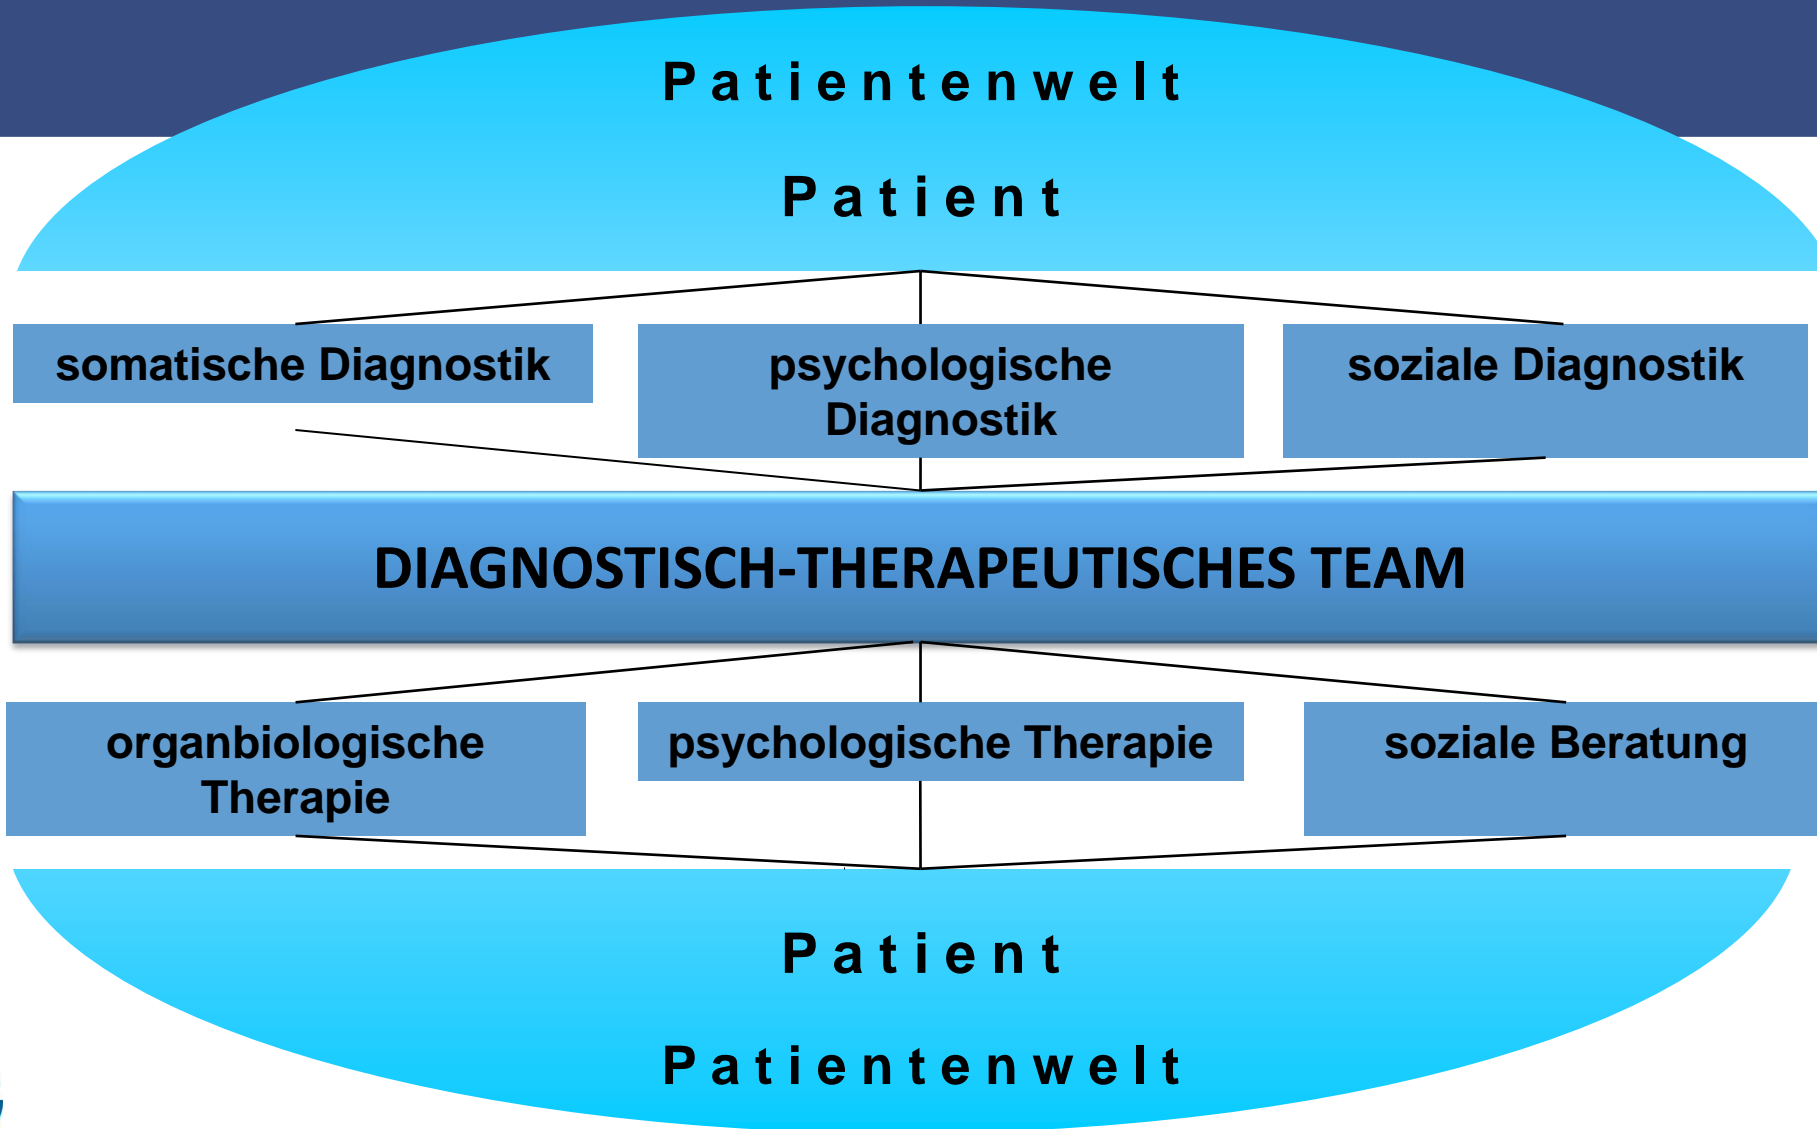 Patientenwelt
Patient
somatische Diagnostik
psychologische
Diagnostik
soziale Diagnostik
DIAGNOSTISCH-THERAPEUTISCHES TEAM
organbiologische
Therapie
psychologische Therapie
soziale Beratung
Patient
Patientenwelt